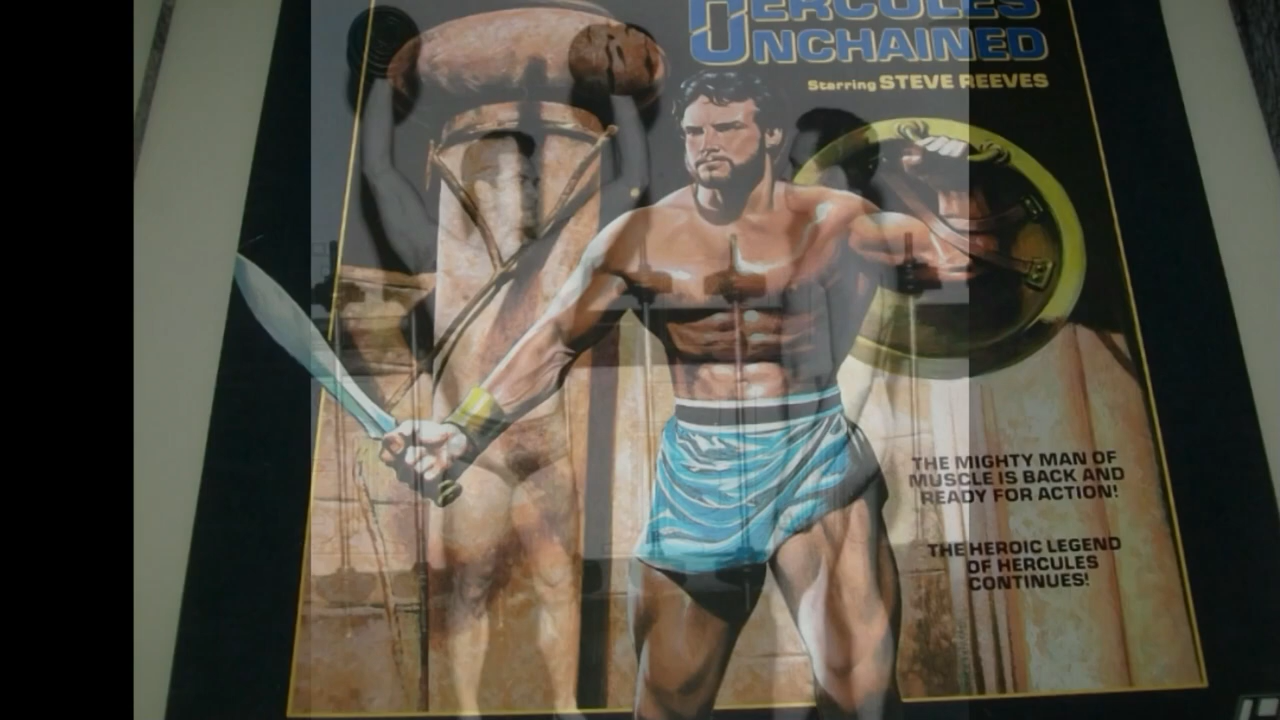 HERCULES
UNCHAINED
Starring STEVE REEVES
THE MIGHTY MAN OF
MUSCLE IS BACK AND
READY FOR ACTION!
THE HEROIC LEGEND
OF HERCULES
CONTINUES!